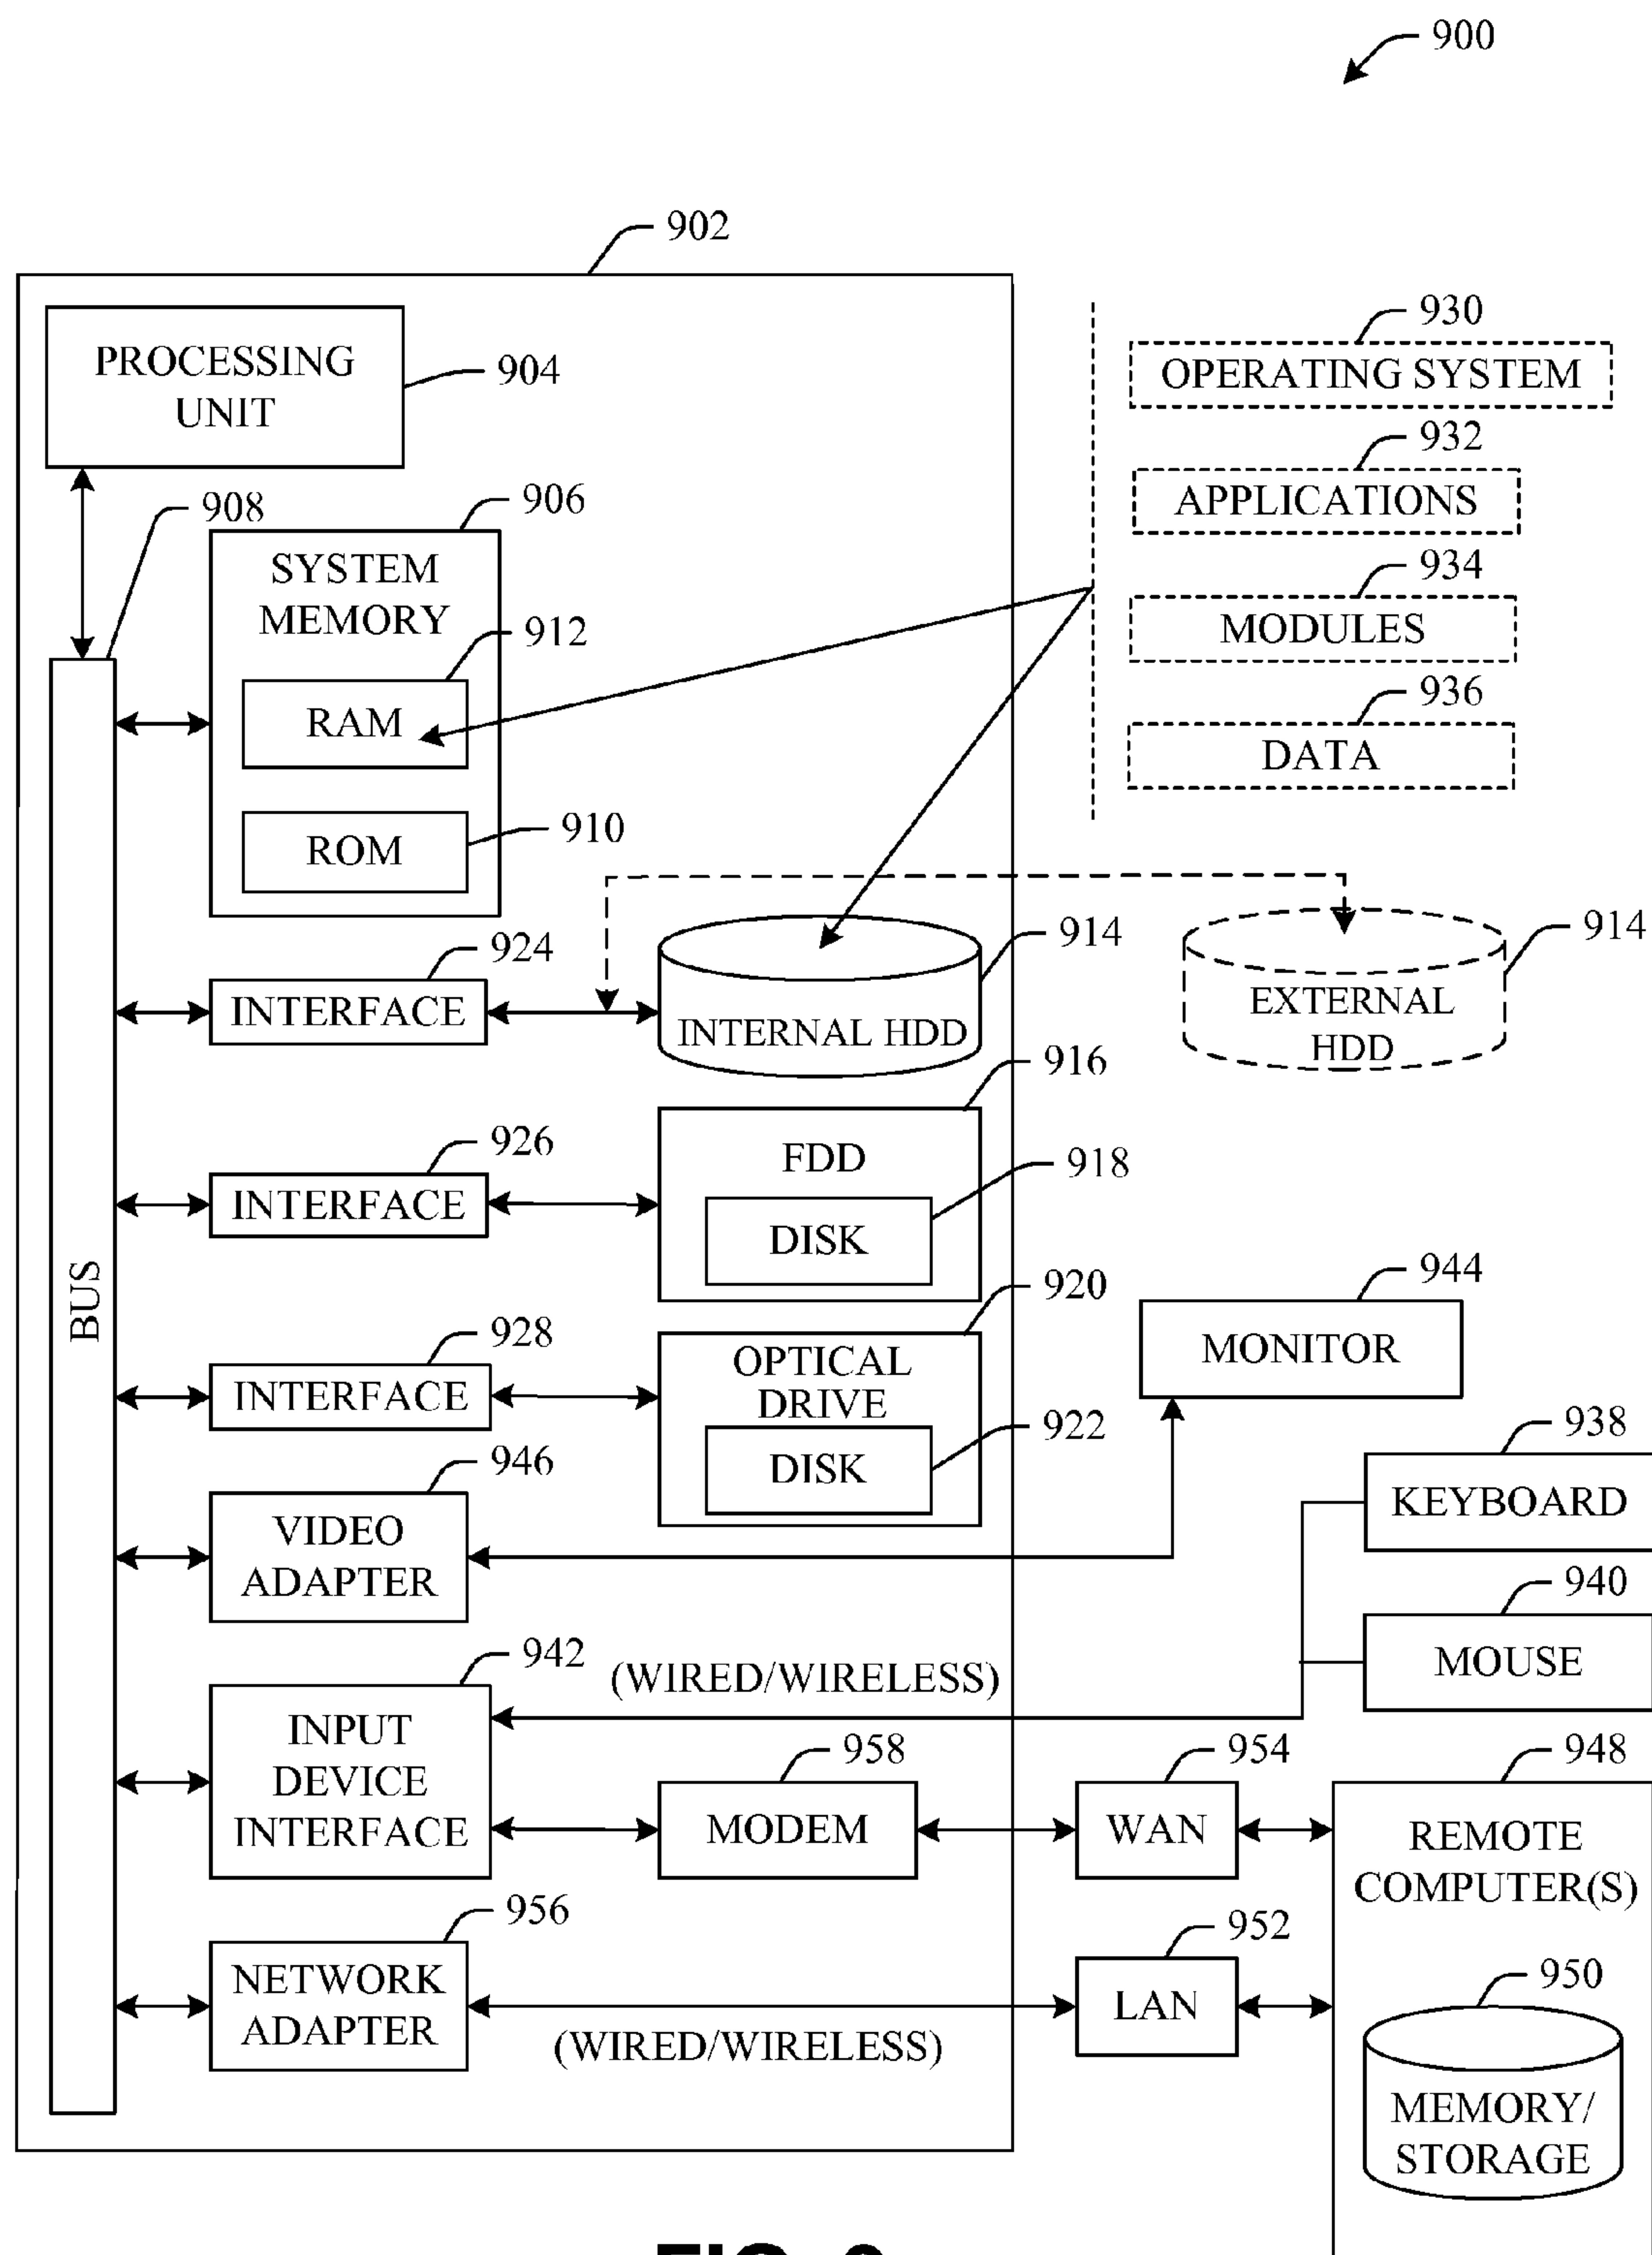 900
902
PROCESSING
UNIT
904
908
906
SYSTEM
MEMORY
912
RAM
910
ROM
930
OPERATING SYSTEM
932
APPLICATIONS
934
MODULES
936
DATA
924
INTERFACE
914
INTERNAL HDD
914
EXTERNAL
HDD
926
INTERFACE
916
FDD
918
DISK
BUS
928
INTERFACE
920
OPTICAL
DRIVE
922
DISK
944
MONITOR
946
VIDEO
ADAPTER
938
KEYBOARD
940
MOUSE
942
INPUT
DEVICE
INTERFACE
(WIRED/WIRELESS)
958
MODEM
954
WAN
948
REMOTE
COMPUTER(S)
956
NETWORK
ADAPTER
(WIRED/WIRELESS)
952
LAN
950
MEMORY/
STORAGE